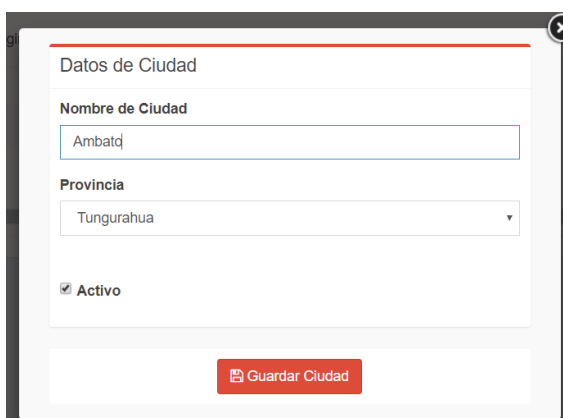 Datos de Ciudad
Nombre de Ciudad
Ambato
Provincia
Tungurahua
Activo
Guardar Ciudad